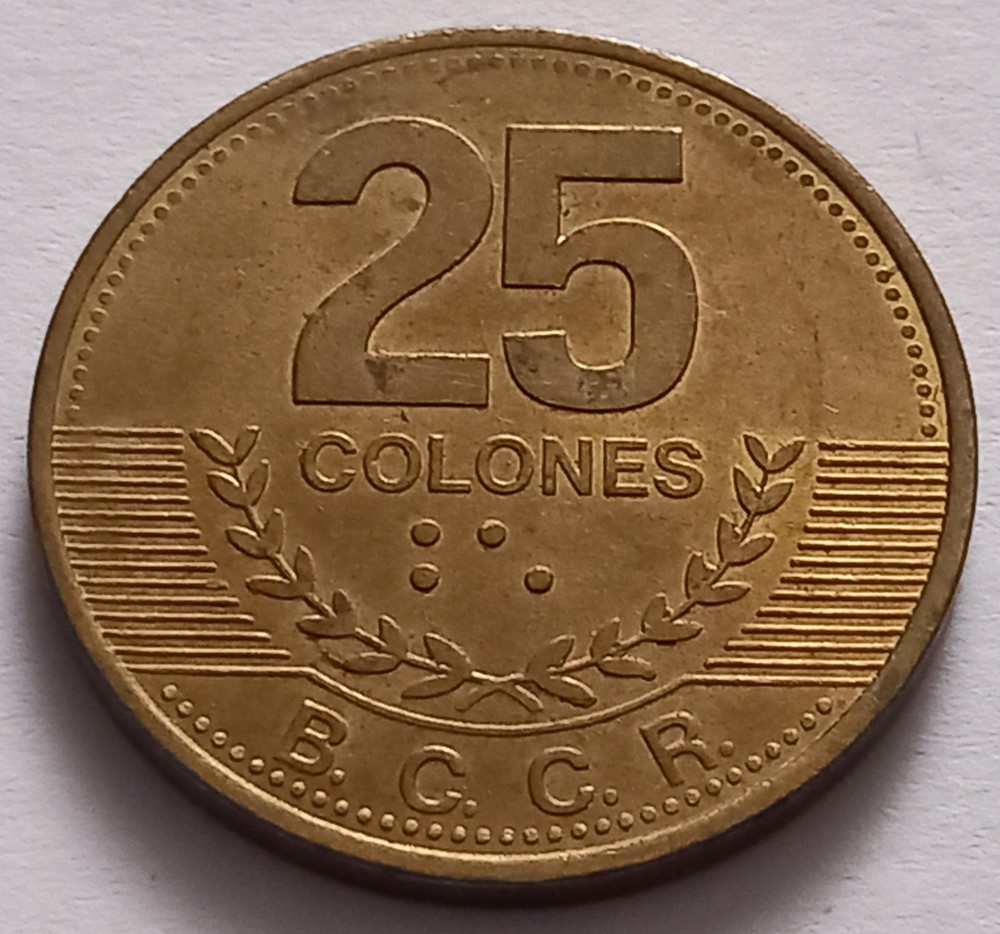 25
COLONES
⠃⠑
B. C. C. R.